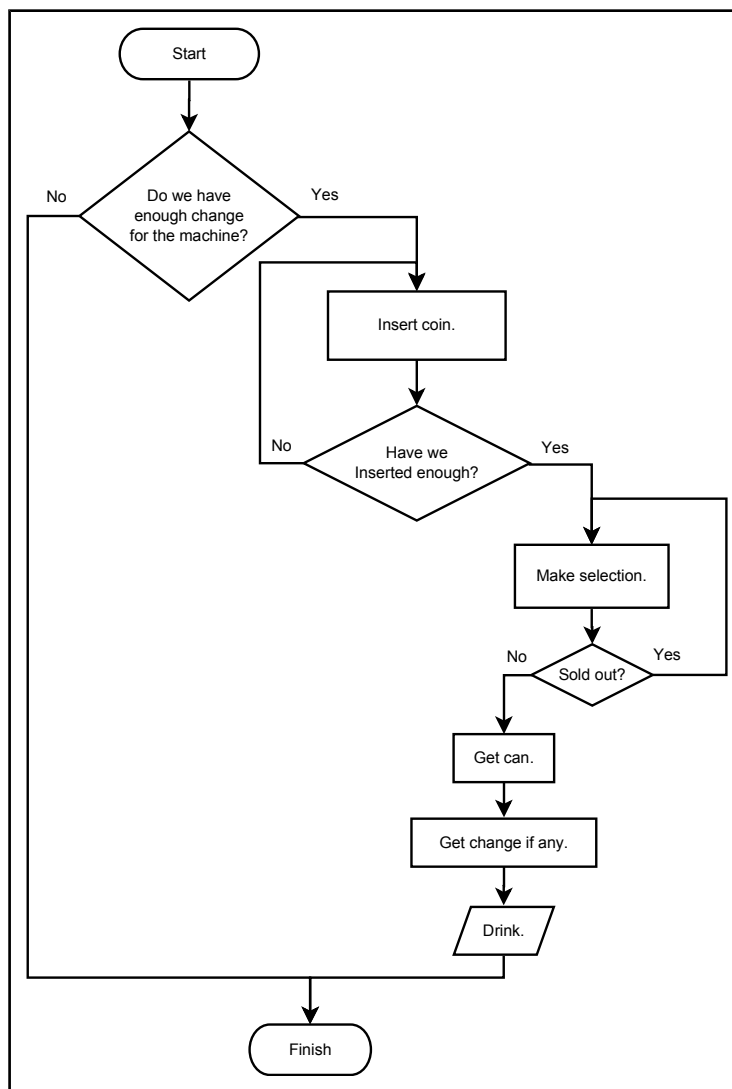 Start
No
Yes
Do we have
enough change
for the machine?
Insert coin.
No
Yes
Have we
Inserted enough?
Make selection.
No
Yes
Sold out?
Get can.
Get change if any.
Drink.
Finish